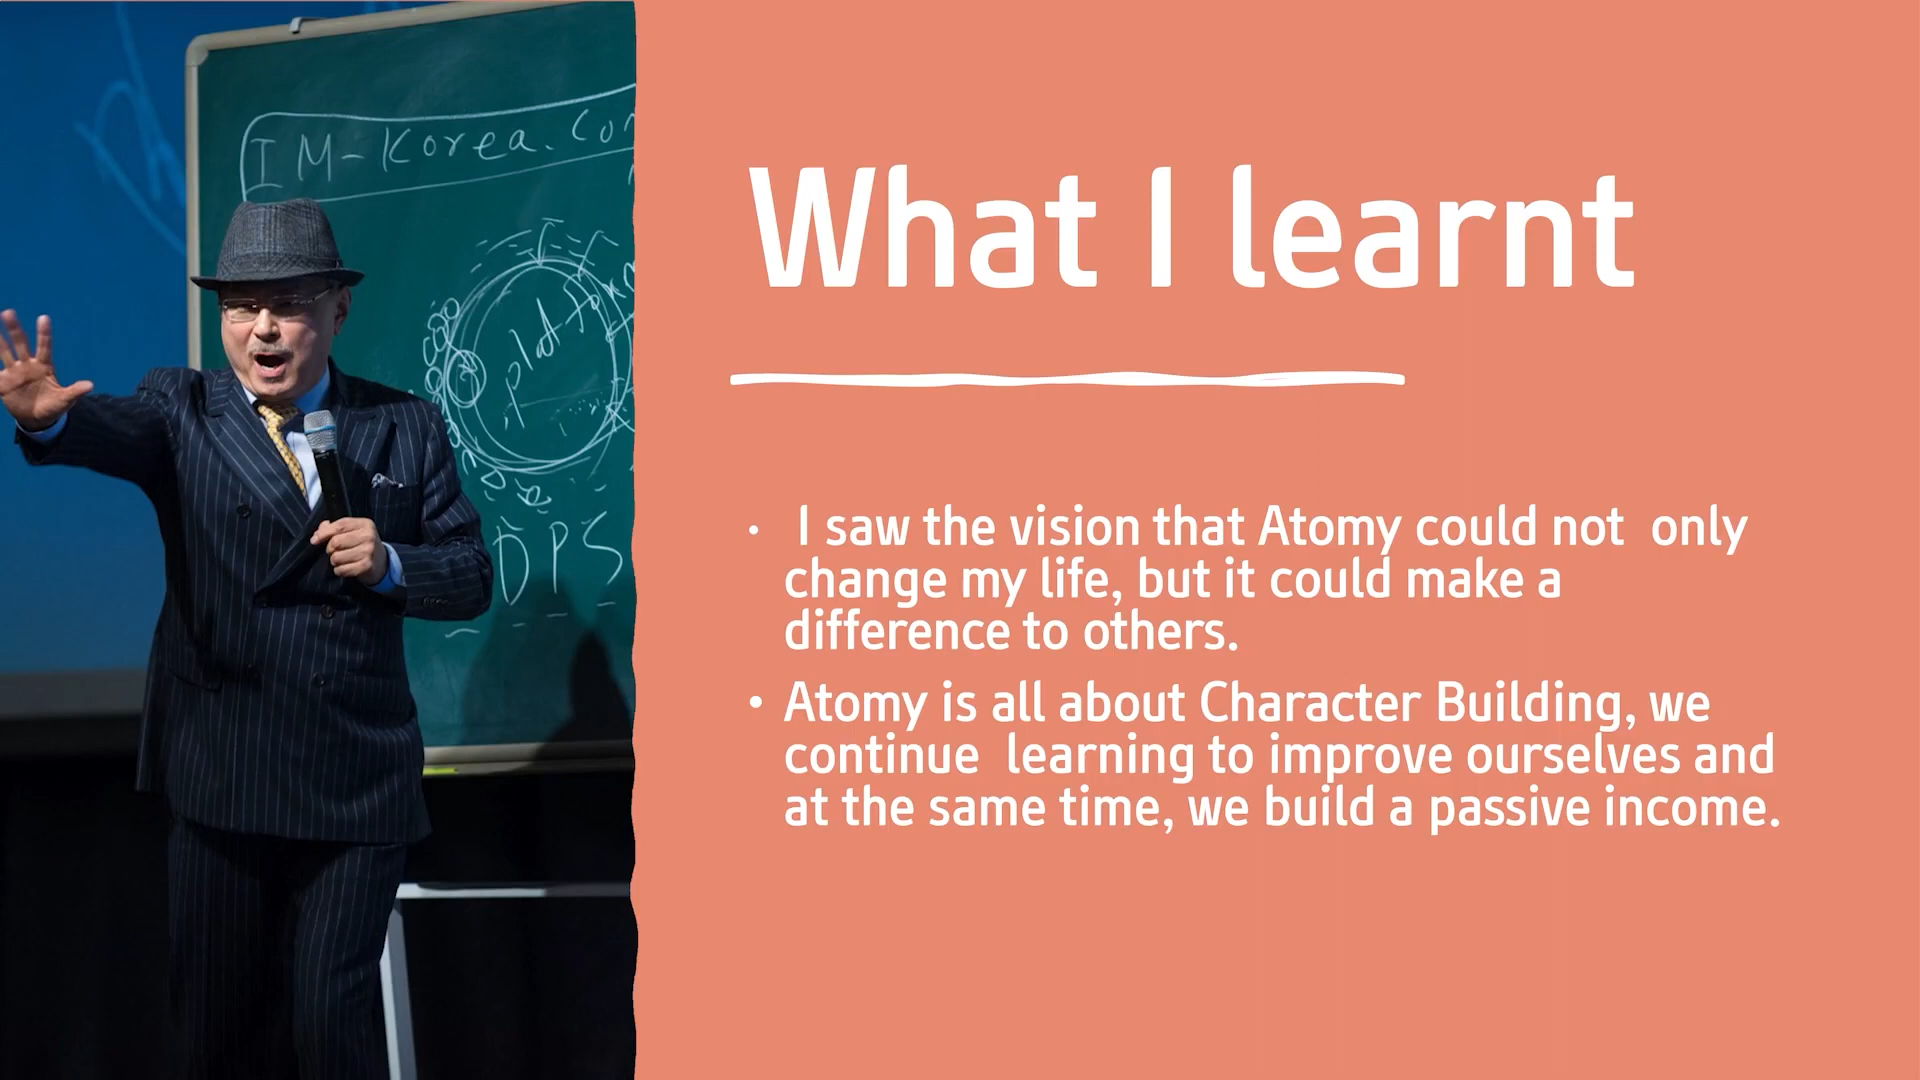 IM-Korea.Com
platform
DPS
What I learnt
• I saw the vision that Atomy could not only
change my life, but it could make a
difference to others.
• Atomy is all about Character Building, we
continue learning to improve ourselves and
at the same time, we build a passive income.